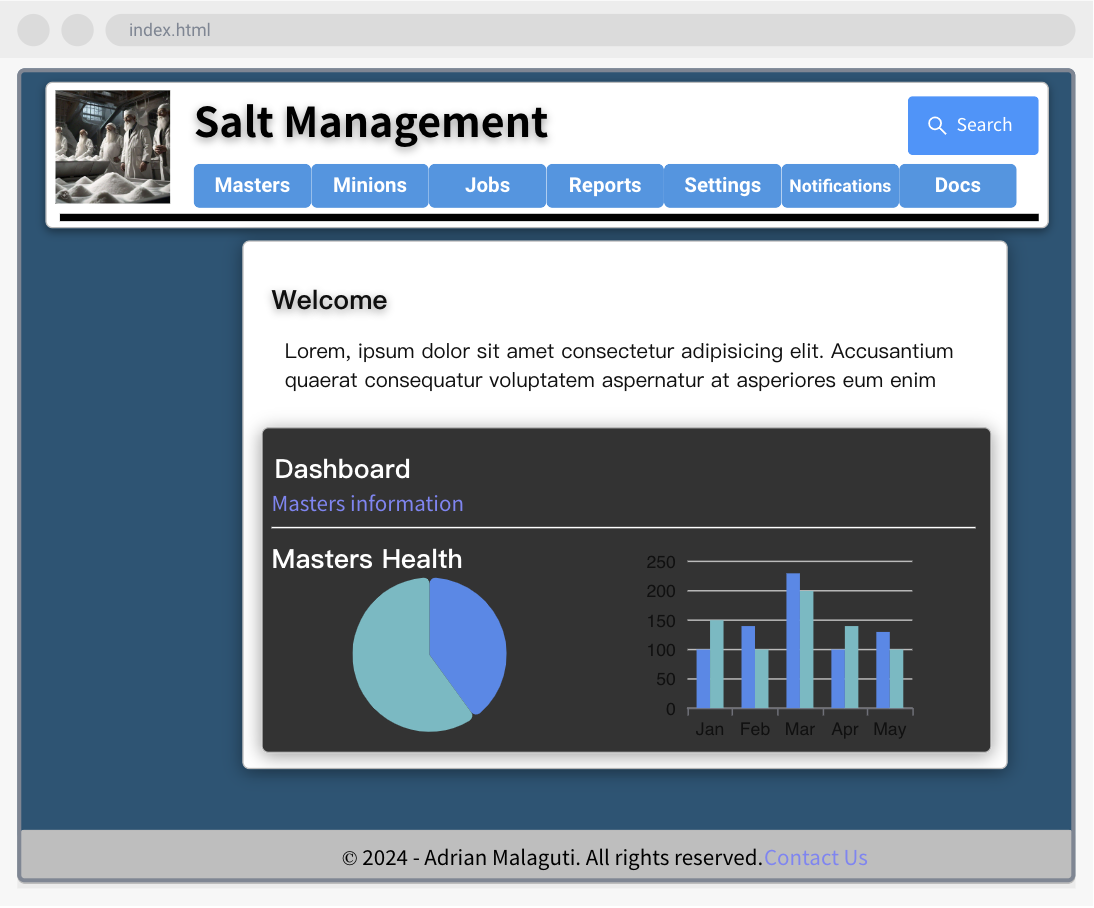 index.html
Salt Management
Search
Masters Minions Jobs Reports Settings Notifications Docs
Welcome
Lorem, ipsum dolor sit amet consectetur adipisicing elit. Accusantium
quaerat consequatur voluptatem aspernatur at asperiores eum enim
Dashboard
Masters information
Masters Health
250
200
150
100
50
0
Jan Feb Mar Apr May
© 2024 - Adrian Malaguti. All rights reserved.Contact Us